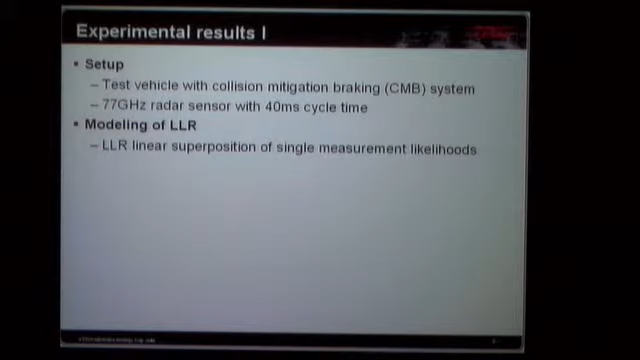 Experimental results I
▪ Setup
– Test vehicle with collision mitigation braking (CMB) system
– 77GHz radar sensor with 40ms cycle time
▪ Modeling of LLR
– LLR linear superposition of single measurement likelihoods